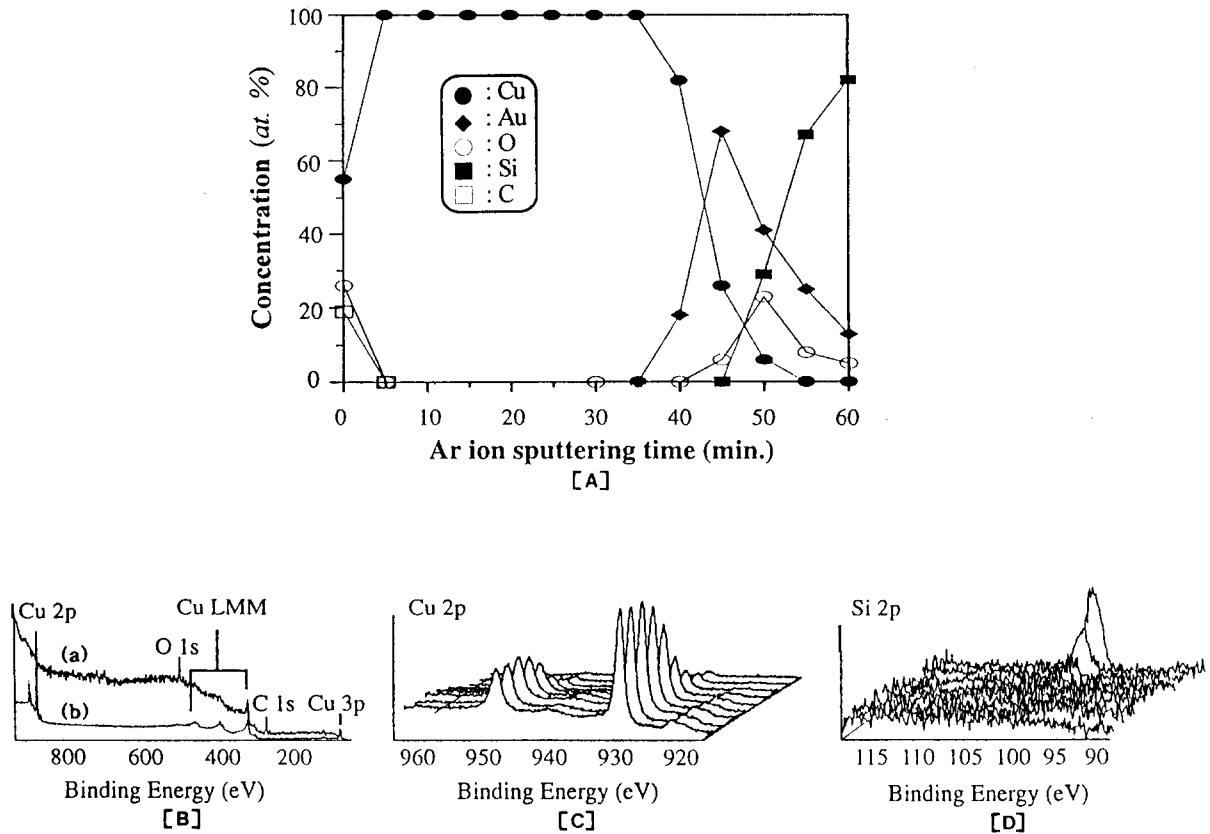 100
80
60
40
20
0
Concentration (at. %)
: Cu
: Au
: O
: Si
: C
0 10 20 30 40 50 60
Ar ion sputtering time (min.)
[A]
Cu 2p
Cu LMM
(a)
O 1s
(b)
C 1s
Cu 3p
800 600 400 200
Binding Energy (eV)
[B]
Cu 2p
960 950 940 930 920
Binding Energy (eV)
[C]
Si 2p
115 110 105 100 95 90
Binding Energy (eV)
[D]